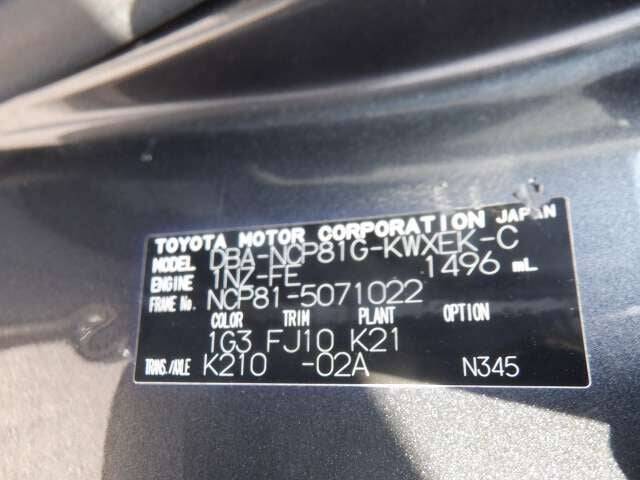 TOYOTA MOTOR CORPORATION JAPAN
MODEL DBA-NCP81G-KWXEK-C
ENGINE 1NZ-FE 1496 mL
FRAME No. NCP81-5071022
COLOR TRIM PLANT OPTION
1G3 FJ10 K21
TRANS./AXLE K210 -02A N345